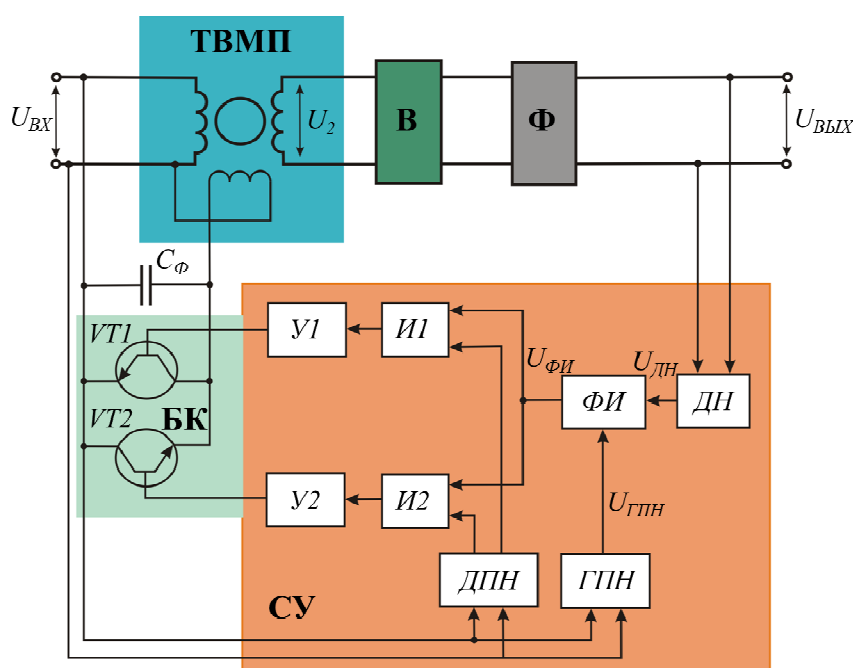 ТВМП
U_ВХ
U_2
В
Ф
U_ВЫХ
C_Ф
VT1
У1
И1
U_ФИ
U_ДН
ФИ
ДН
VT2
БК
У2
И2
U_ГПН
ДПН
ГПН
СУ